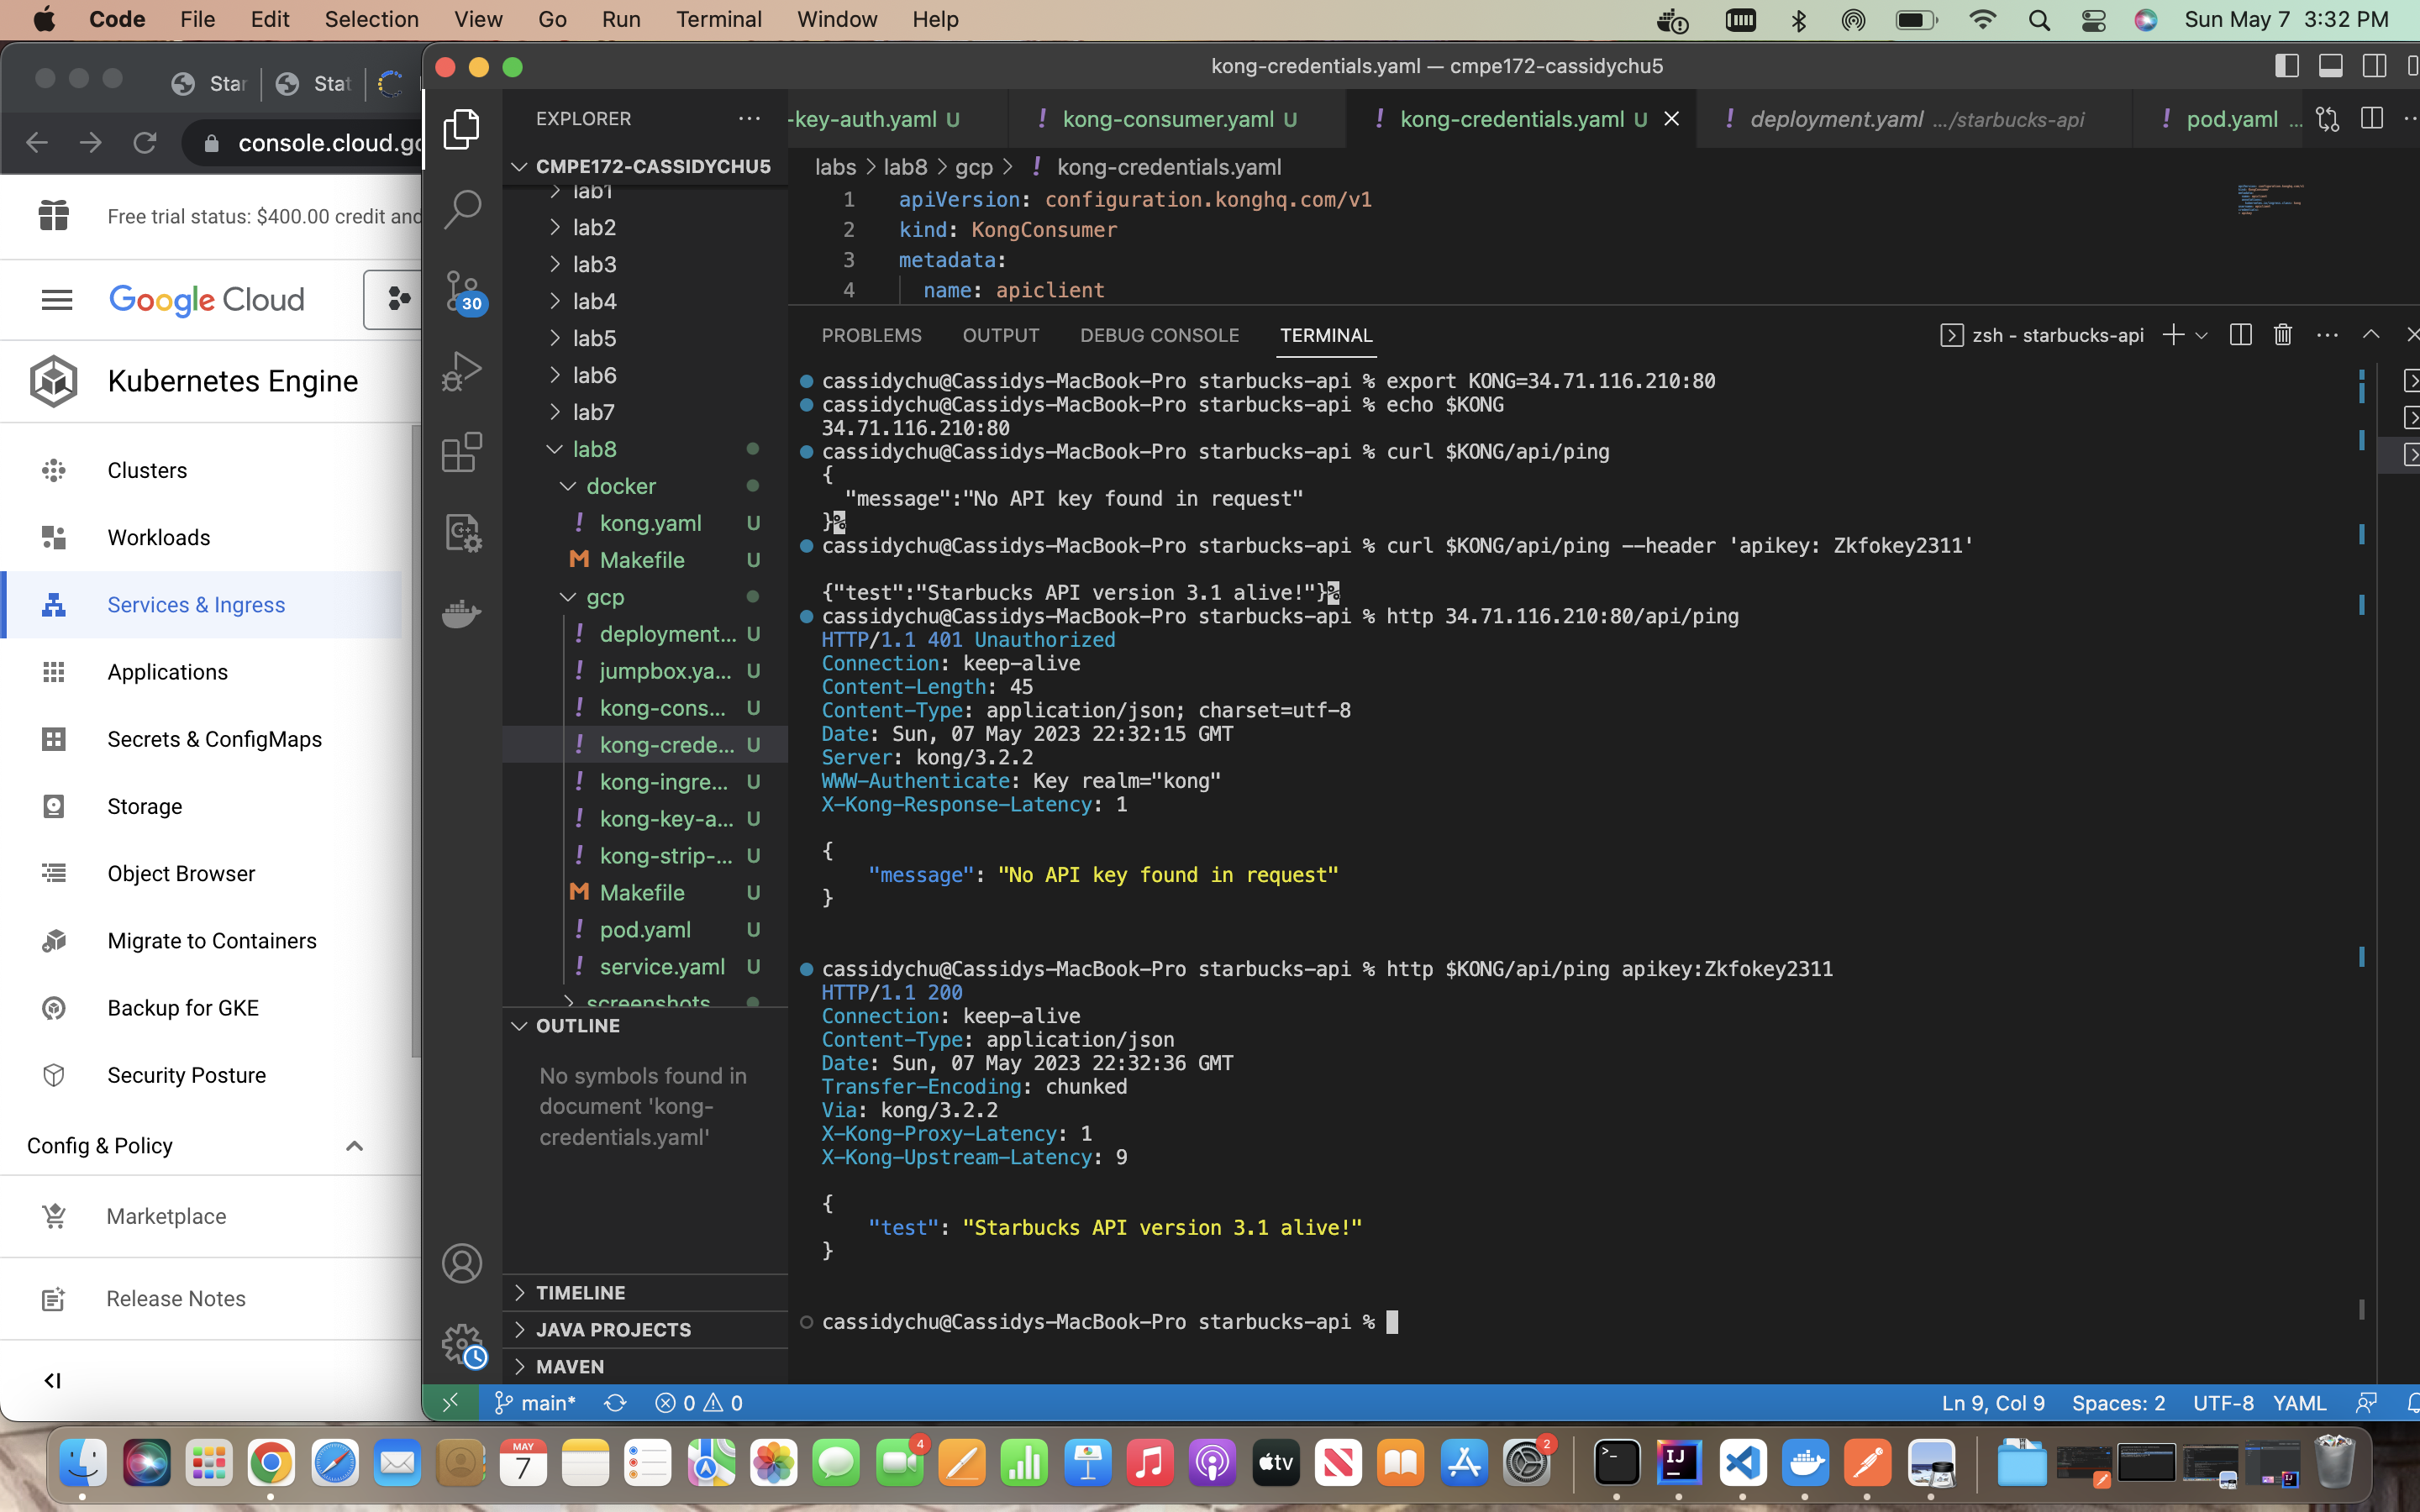 Code File Edit Selection View Go Run Terminal Window Help Sun May 7 3:32 PM
Star Stat
console.cloud.go
Free trial status: $400.00 credit and
Google Cloud
Kubernetes Engine
Clusters
Workloads
Services & Ingress
Applications
Secrets & ConfigMaps
Storage
Object Browser
Migrate to Containers
Backup for GKE
Security Posture
Config & Policy
Marketplace
Release Notes
kong-credentials.yaml — cmpe172-cassidychu5
30
EXPLORER ···
CMPE172-CASSIDYCHU5
lab1
lab2
lab3
lab4
lab5
lab6
lab7
lab8
docker
! kong.yaml U
M Makefile U
gcp
! deployment... U
! jumpbox.ya... U
! kong-cons... U
! kong-crede... U
! kong-ingre... U
! kong-key-a... U
! kong-strip-... U
M Makefile U
! pod.yaml U
! service.yaml U
screenshots
OUTLINE
No symbols found in
document 'kong-
credentials.yaml'
TIMELINE
JAVA PROJECTS
MAVEN
-key-auth.yaml U ! kong-consumer.yaml U ! kong-credentials.yaml U ! deployment.yaml .../starbucks-api ! pod.yaml ...
labs > lab8 > gcp > ! kong-credentials.yaml
1 apiVersion: configuration.konghq.com/v1
2 kind: KongConsumer
3 metadata:
4 name: apiclient
PROBLEMS OUTPUT DEBUG CONSOLE TERMINAL zsh - starbucks-api
cassidychu@Cassidys-MacBook-Pro starbucks-api % export KONG=34.71.116.210:80
cassidychu@Cassidys-MacBook-Pro starbucks-api % echo $KONG
34.71.116.210:80
cassidychu@Cassidys-MacBook-Pro starbucks-api % curl $KONG/api/ping
{
"message":"No API key found in request"
}%
cassidychu@Cassidys-MacBook-Pro starbucks-api % curl $KONG/api/ping --header 'apikey: Zkfokey2311'
{"test":"Starbucks API version 3.1 alive!"}%
cassidychu@Cassidys-MacBook-Pro starbucks-api % http 34.71.116.210:80/api/ping
HTTP/1.1 401 Unauthorized
Connection: keep-alive
Content-Length: 45
Content-Type: application/json; charset=utf-8
Date: Sun, 07 May 2023 22:32:15 GMT
Server: kong/3.2.2
WWW-Authenticate: Key realm="kong"
X-Kong-Response-Latency: 1
{
"message": "No API key found in request"
}
cassidychu@Cassidys-MacBook-Pro starbucks-api % http $KONG/api/ping apikey:Zkfokey2311
HTTP/1.1 200
Connection: keep-alive
Content-Type: application/json
Date: Sun, 07 May 2023 22:32:36 GMT
Transfer-Encoding: chunked
Via: kong/3.2.2
X-Kong-Proxy-Latency: 1
X-Kong-Upstream-Latency: 9
{
"test": "Starbucks API version 3.1 alive!"
}
cassidychu@Cassidys-MacBook-Pro starbucks-api %
main* 0 0 Ln 9, Col 9 Spaces: 2 UTF-8 YAML
MAY
7
4
tv
2
IJ